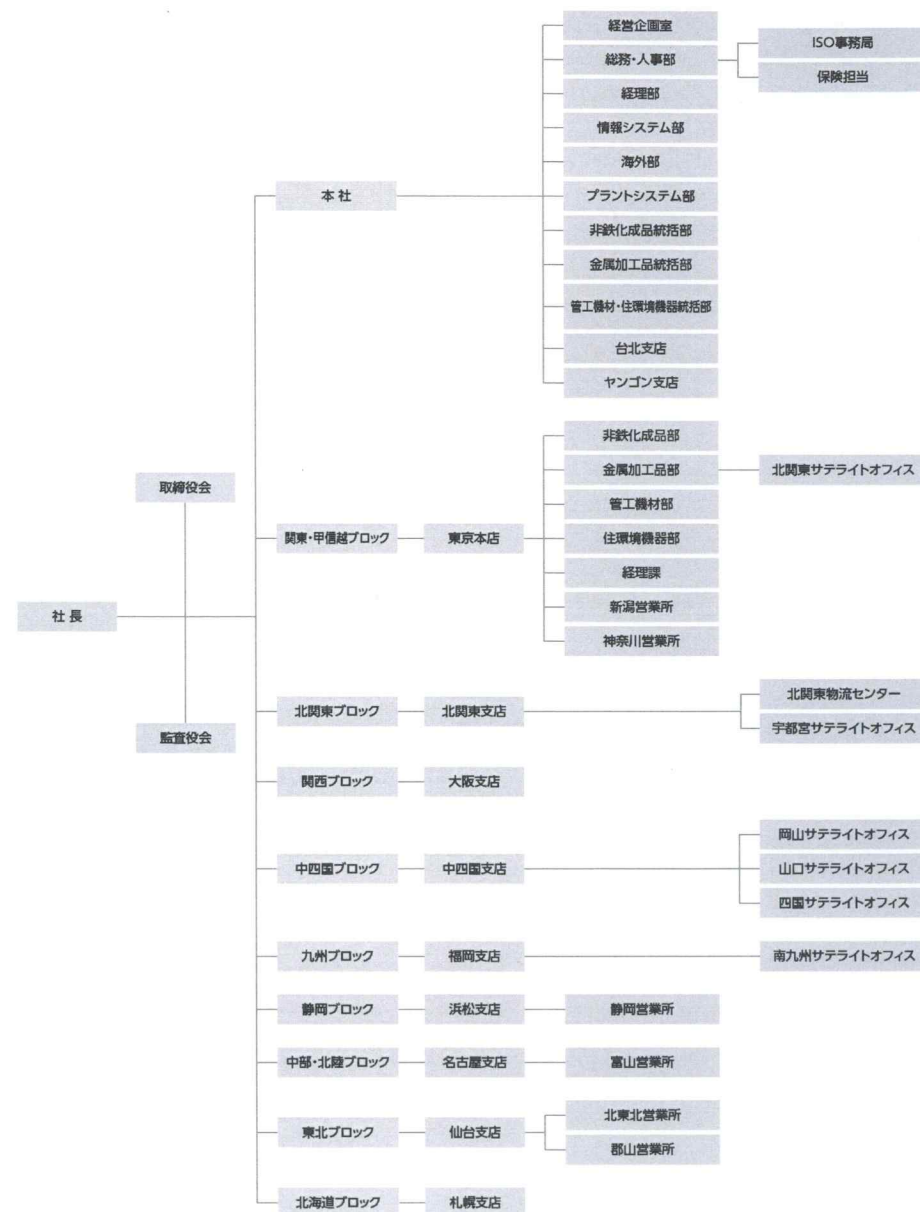 社 長
取締役会
監査役会
本 社
経営企画室
総務・人事部
ISO事務局
保険担当
経理部
情報システム部
海外部
プラントシステム部
非鉄化成品統括部
金属加工品統括部
管工機材・住環境機器統括部
台北支店
ヤンゴン支店
関東・甲信越ブロック
東京本店
非鉄化成品部
金属加工品部
北関東サテライトオフィス
管工機材部
住環境機器部
経理課
新潟営業所
神奈川営業所
北関東ブロック
北関東支店
北関東物流センター
宇都宮サテライトオフィス
関西ブロック
大阪支店
中四国ブロック
中四国支店
岡山サテライトオフィス
山口サテライトオフィス
四国サテライトオフィス
九州ブロック
福岡支店
南九州サテライトオフィス
静岡ブロック
浜松支店
静岡営業所
中部・北陸ブロック
名古屋支店
富山営業所
東北ブロック
仙台支店
北東北営業所
郡山営業所
北海道ブロック
札幌支店